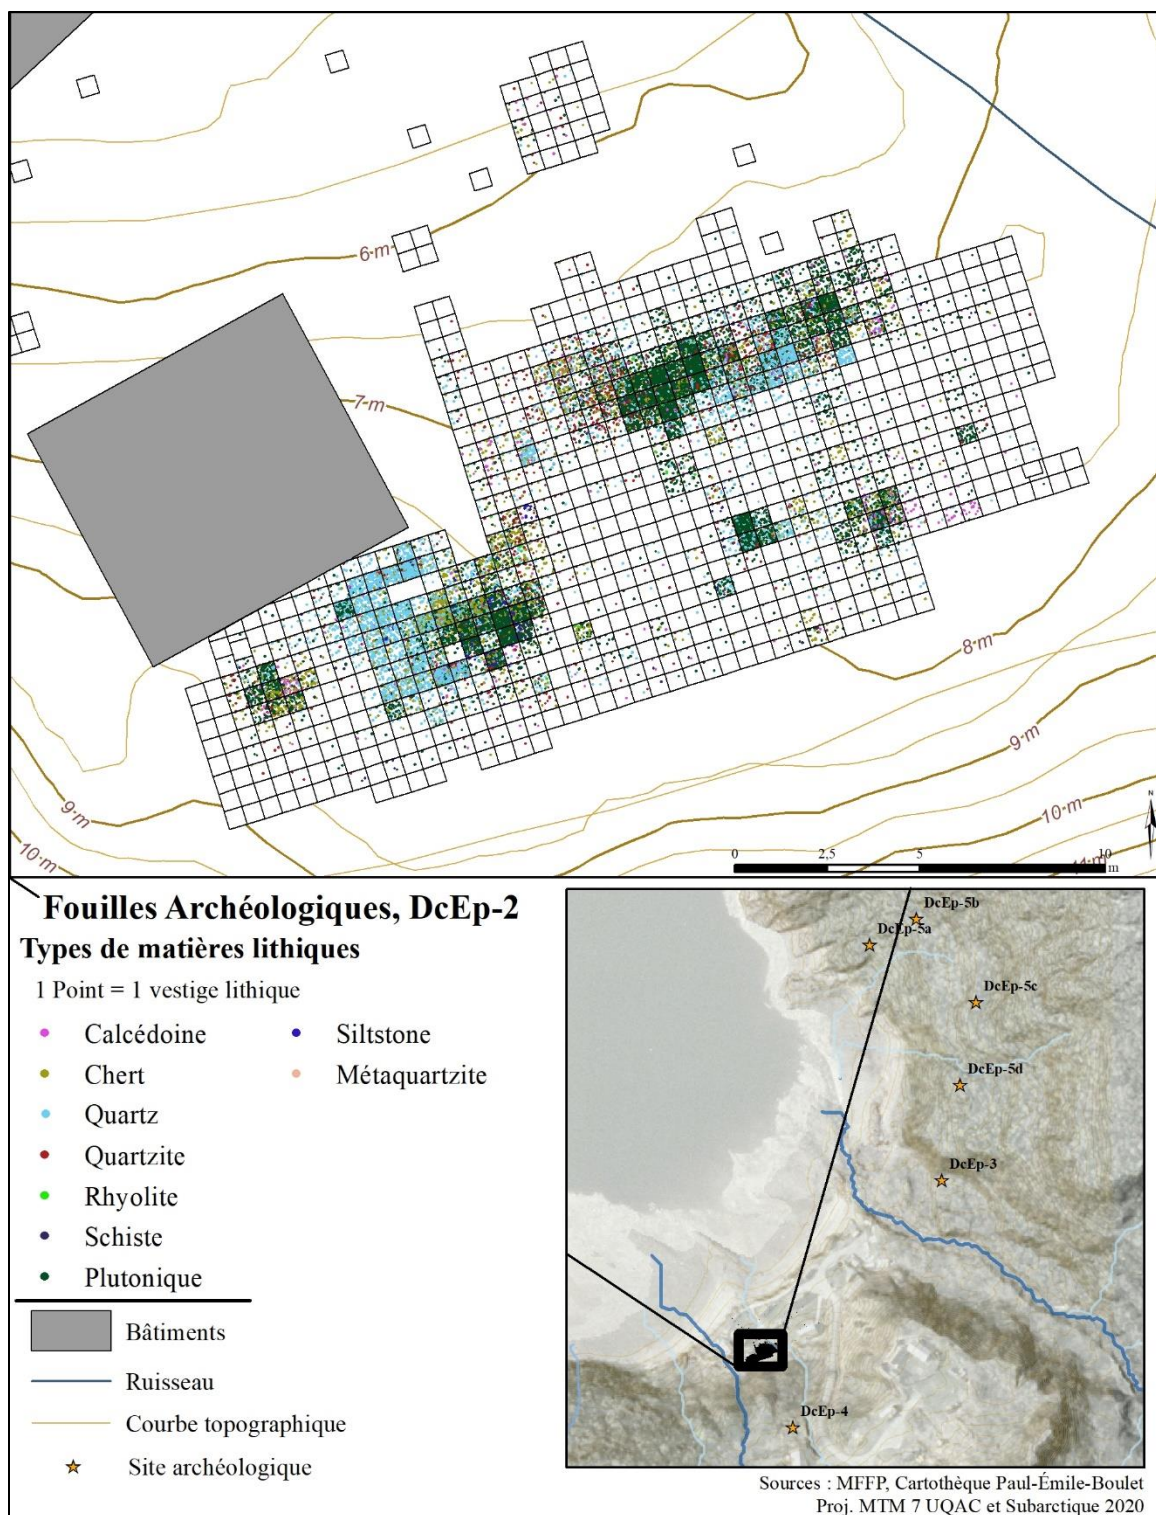 6·m
7·m
8·m
9·m
10·m
11·m
9·m
10·m
N
0 2,5 5 10
m
Fouilles Archéologiques, DcEp-2
Types de matières lithiques
1 Point = 1 vestige lithique
Calcédoine
Chert
Quartz
Quartzite
Rhyolite
Schiste
Plutonique
Siltstone
Métaquartzite
Bâtiments
Ruisseau
Courbe topographique
Site archéologique
DcEp-5b
DcEp-5a
DcEp-5c
DcEp-5d
DcEp-3
DcEp-4
Sources : MFFP, Cartothèque Paul-Émile-Boulet
Proj. MTM 7 UQAC et Subarctique 2020